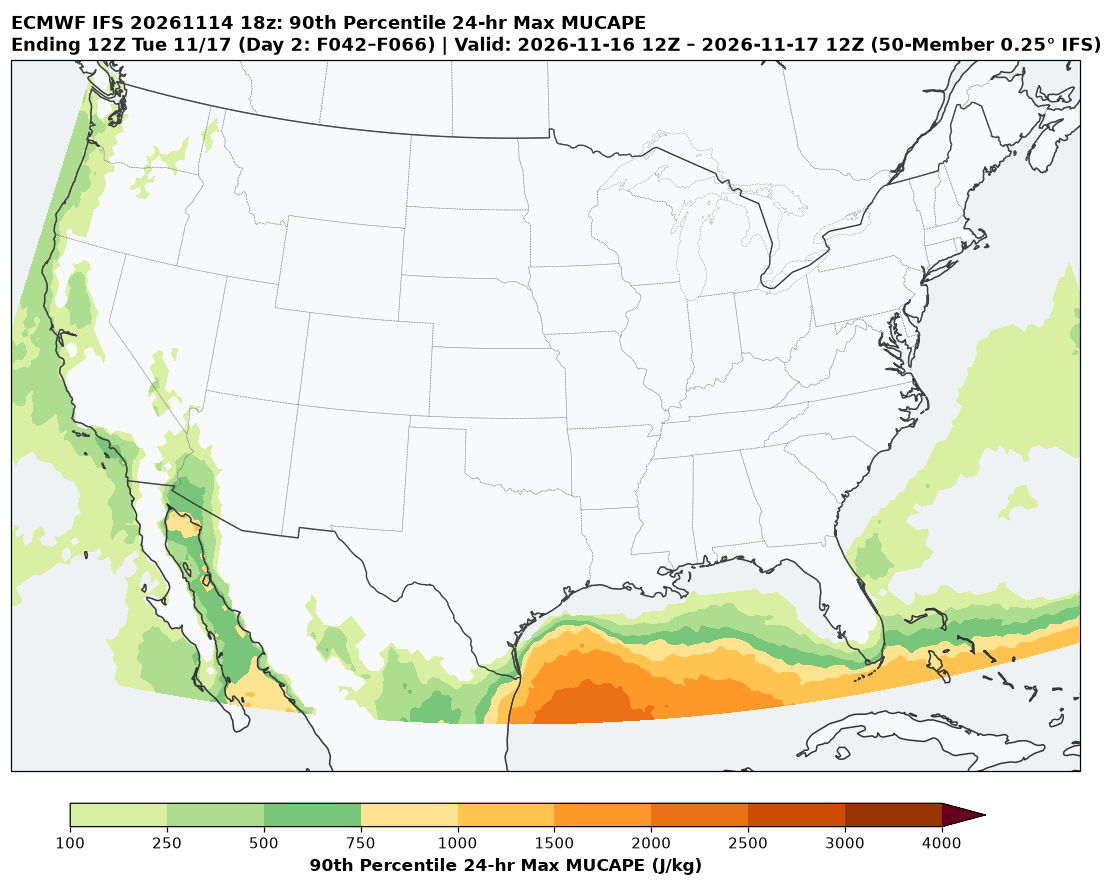 ECMWF IFS 20261114 18z: 90th Percentile 24-hr Max MUCAPE
Ending 12Z Tue 11/17 (Day 2: F042–F066) | Valid: 2026-11-16 12Z – 2026-11-17 12Z (50-Member 0.25° IFS)
100 250 500 750 1000 1500 2000 2500 3000 4000
90th Percentile 24-hr Max MUCAPE (J/kg)